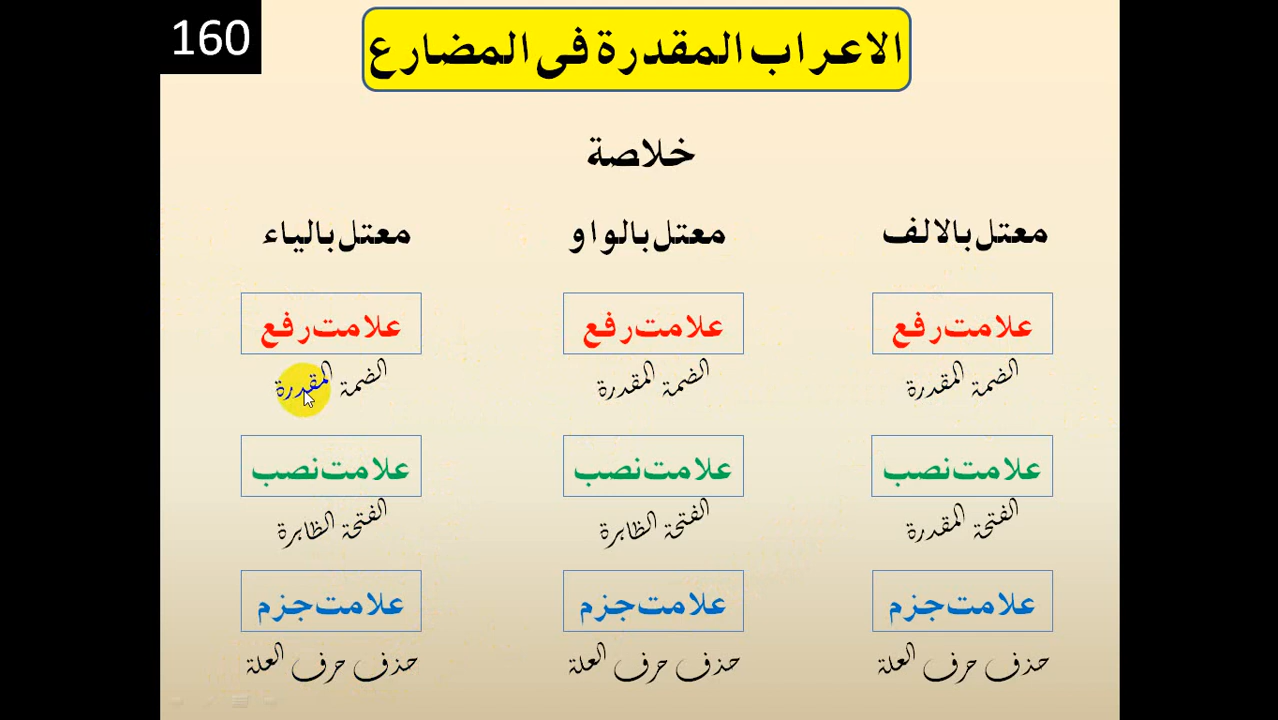 160
الاعراب المقدرة فى المضارع
خلاصة
معتل بالالف معتل بالواو معتل بالياء
علامت رفع علامت رفع علامت رفع
الضمة المقدرة الضمة المقدرة الضمة المقدرة
علامت نصب علامت نصب علامت نصب
الفتحة المقدرة الفتحة الظاہرة الفتحة الظاہرة
علامت جزم علامت جزم علامت جزم
حذف حرف العلة حذف حرف العلة حذف حرف العلة